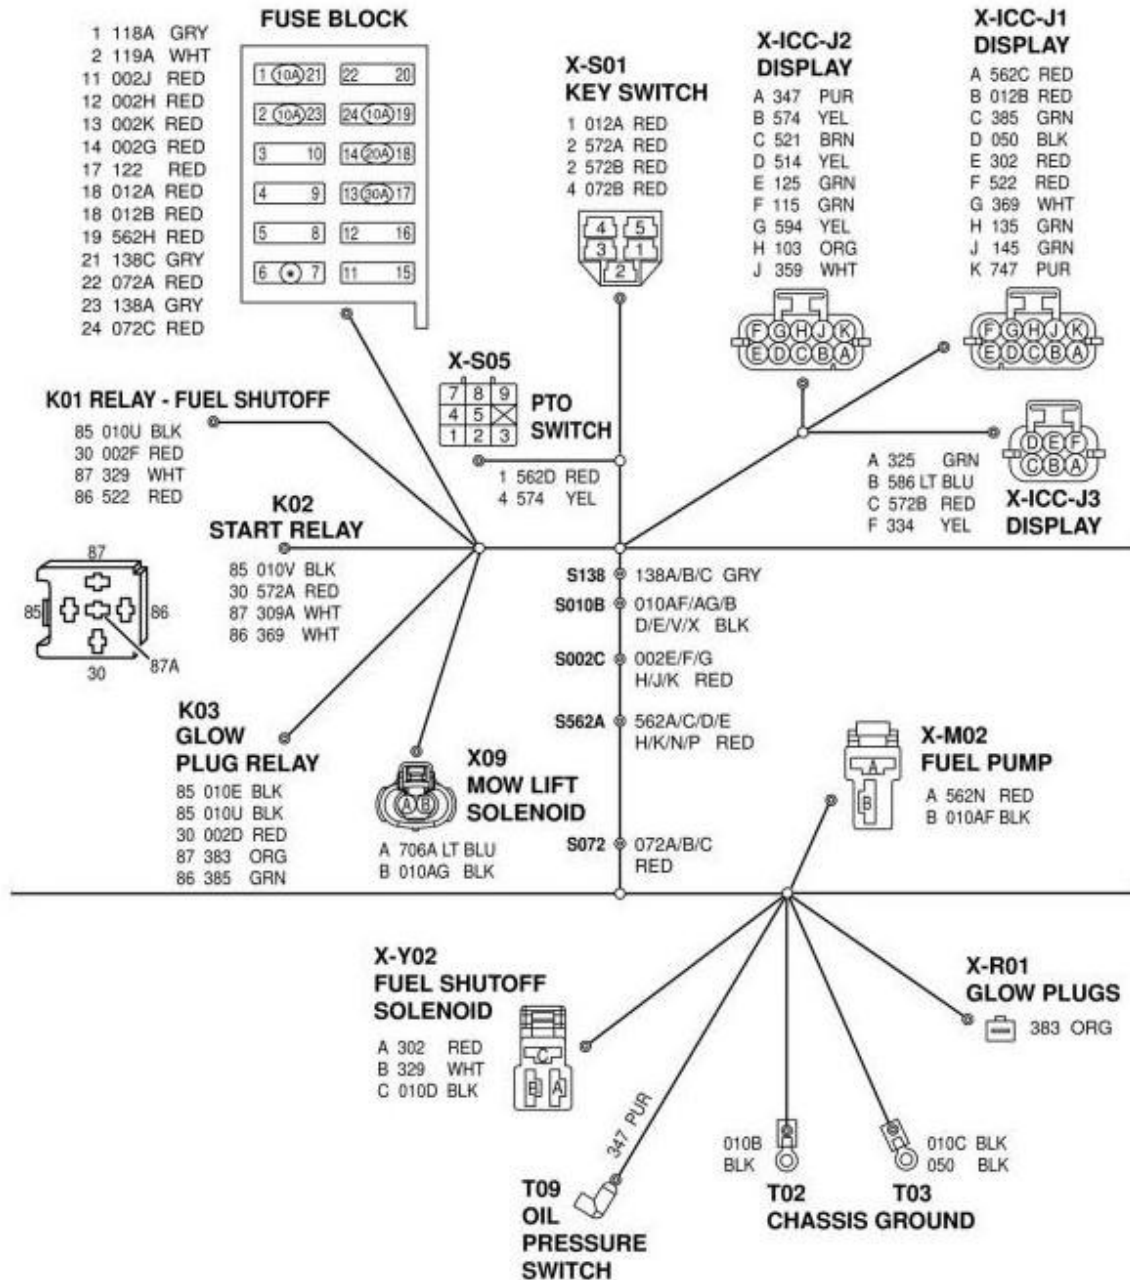 FUSE BLOCK
1 118A GRY
2 119A WHT
11 002J RED
12 002H RED
13 002K RED
14 002G RED
17 122 RED
18 012A RED
18 012B RED
19 562H RED
21 138C GRY
22 072A RED
23 138A GRY
24 072C RED
1 10A 21 22 20
2 10A 23 24 10A 19
3 10 14 20A 18
4 9 13 30A 17
5 8 12 16
6 7 11 15
X-S01
KEY SWITCH
1 012A RED
2 572A RED
2 572B RED
4 072B RED
4 5
3 1
2
X-ICC-J2
DISPLAY
A 347 PUR
B 574 YEL
C 521 BRN
D 514 YEL
E 125 GRN
F 115 GRN
G 594 YEL
H 103 ORG
J 359 WHT
F G H J K
E D C B A
X-ICC-J1
DISPLAY
A 562C RED
B 012B RED
C 385 GRN
D 050 BLK
E 302 RED
F 522 RED
G 369 WHT
H 135 GRN
J 145 GRN
K 747 PUR
F G H J K
E D C B A
X-S05
7 8 9
4 5
1 2 3
PTO
SWITCH
1 562D RED
4 574 YEL
K01 RELAY - FUEL SHUTOFF
85 010U BLK
30 002F RED
87 329 WHT
86 522 RED
A 325 GRN
B 586 LT BLU
C 572B RED
F 334 YEL
D E F
C B A
X-ICC-J3
DISPLAY
K02
START RELAY
85 010V BLK
30 572A RED
87 309A WHT
86 369 WHT
87
85 86
30 87A
S138 138A/B/C GRY
S010B 010AF/AG/B
D/E/V/X BLK
S002C 002E/F/G
H/J/K RED
S562A 562A/C/D/E
H/K/N/P RED
S072 072A/B/C
RED
K03
GLOW
PLUG RELAY
85 010E BLK
85 010U BLK
30 002D RED
87 383 ORG
86 385 GRN
X09
MOW LIFT
SOLENOID
A B
A 706A LT BLU
B 010AG BLK
X-M02
FUEL PUMP
A 562N RED
B 010AF BLK
A
B
X-Y02
FUEL SHUTOFF
SOLENOID
A 302 RED
B 329 WHT
C 010D BLK
C
B A
X-R01
GLOW PLUGS
383 ORG
347 PUR
T09
OIL
PRESSURE
SWITCH
010B
BLK
010C BLK
050 BLK
T02 T03
CHASSIS GROUND